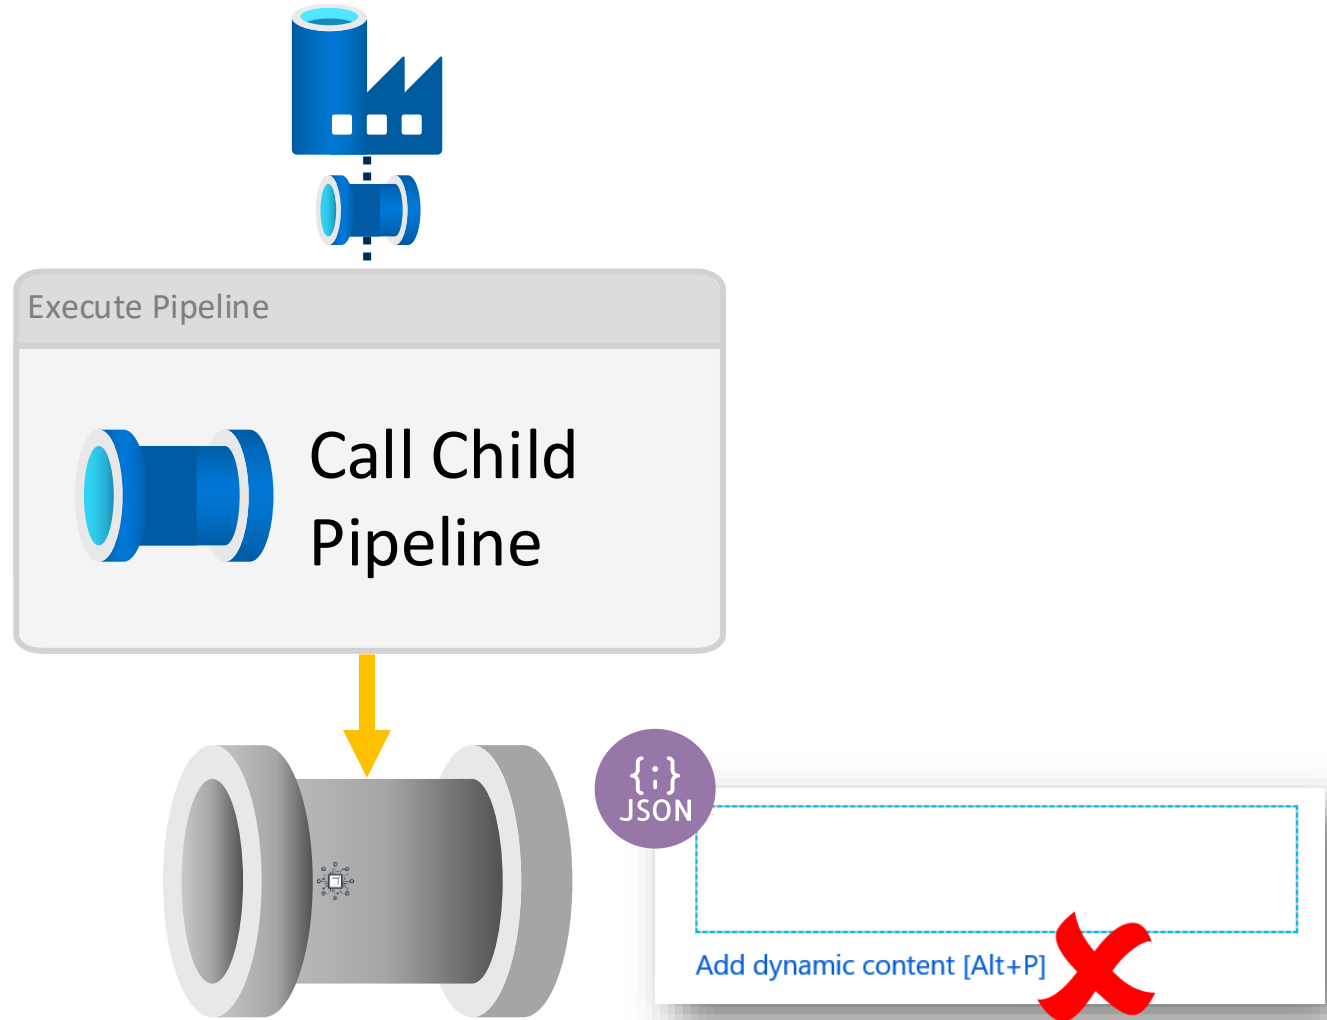 Execute Pipeline
Call Child
Pipeline
{;}
JSON
Add dynamic content [Alt+P]